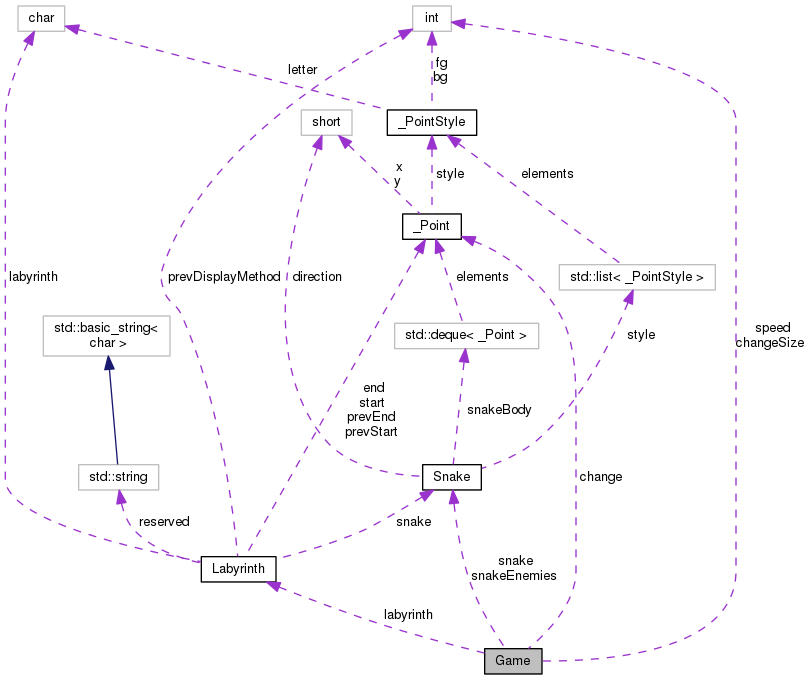 char
int
letter
fg
bg
short
_PointStyle
x
y
style
elements
_Point
labyrinth
prevDisplayMethod
direction
elements
std::list< _PointStyle >
std::basic_string<
char >
std::deque< _Point >
speed
changeSize
style
end
start
prevEnd
prevStart
snakeBody
std::string
Snake
change
reserved
snake
Labyrinth
snake
snakeEnemies
labyrinth
Game